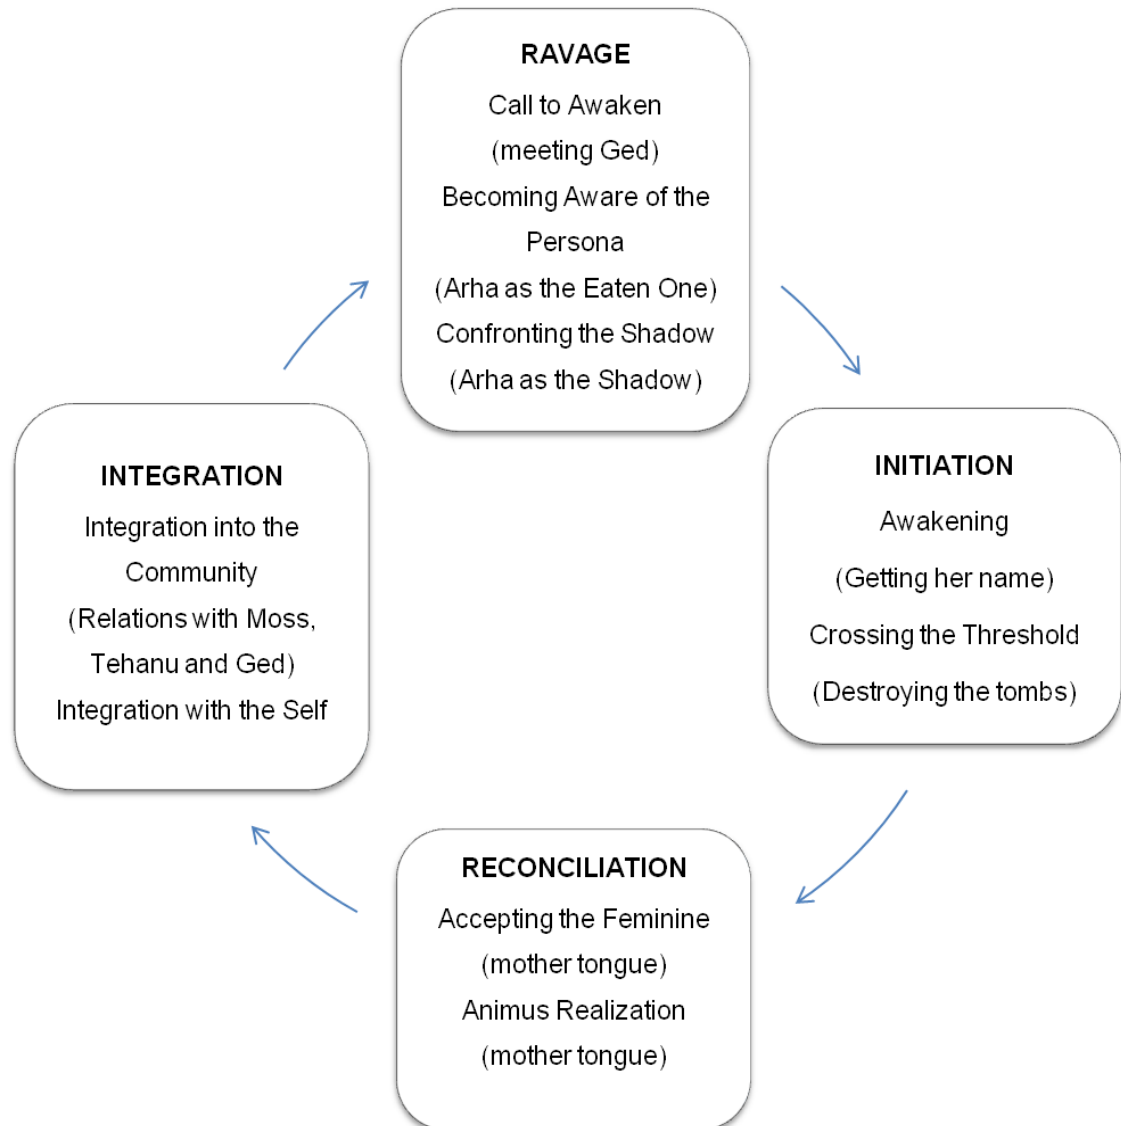 RAVAGE
Call to Awaken
(meeting Ged)
Becoming Aware of the
Persona
(Arha as the Eaten One)
Confronting the Shadow
(Arha as the Shadow)
INITIATION
Awakening
(Getting her name)
Crossing the Threshold
(Destroying the tombs)
RECONCILIATION
Accepting the Feminine
(mother tongue)
Animus Realization
(mother tongue)
INTEGRATION
Integration into the
Community
(Relations with Moss,
Tehanu and Ged)
Integration with the Self